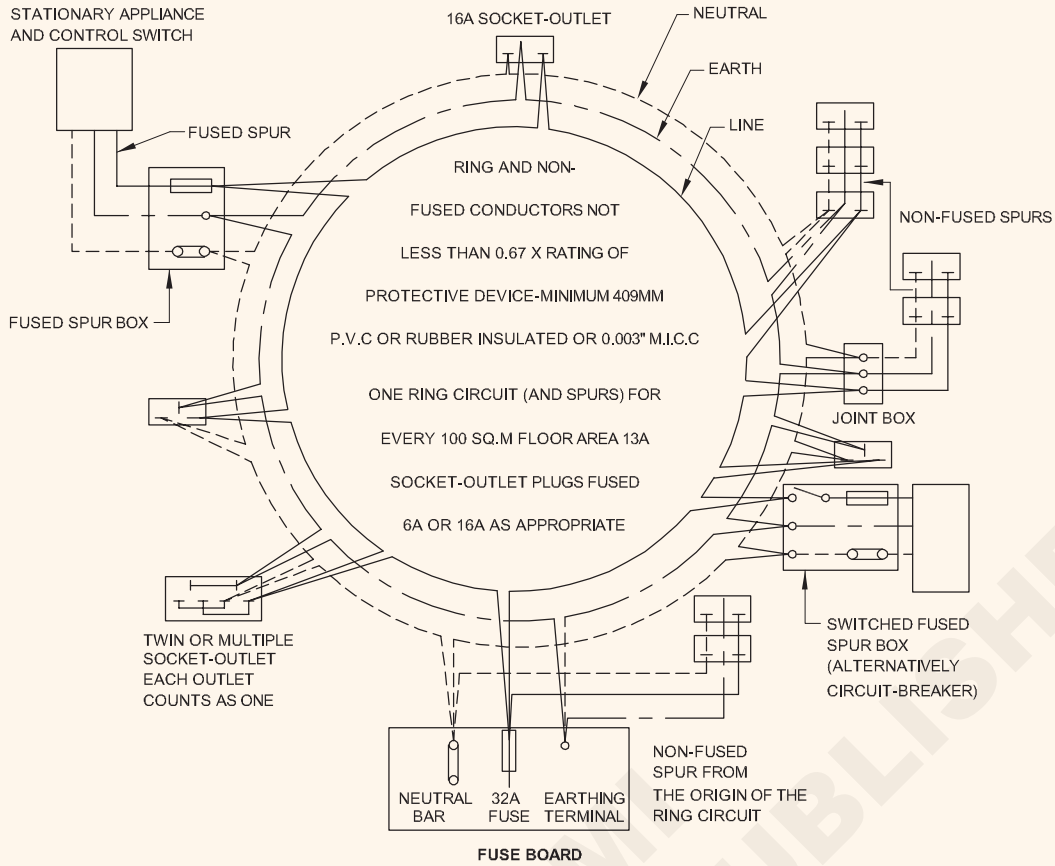 STATIONARY APPLIANCE
AND CONTROL SWITCH
16A SOCKET-OUTLET
NEUTRAL
EARTH
LINE
FUSED SPUR
FUSED SPUR BOX
NON-FUSED SPURS
JOINT BOX
RING AND NON-
FUSED CONDUCTORS NOT
LESS THAN 0.67 X RATING OF
PROTECTIVE DEVICE-MINIMUM 409MM
P.V.C OR RUBBER INSULATED OR 0.003" M.I.C.C
ONE RING CIRCUIT (AND SPURS) FOR
EVERY 100 SQ.M FLOOR AREA 13A
SOCKET-OUTLET PLUGS FUSED
6A OR 16A AS APPROPRIATE
TWIN OR MULTIPLE
SOCKET-OUTLET
EACH OUTLET
COUNTS AS ONE
SWITCHED FUSED
SPUR BOX
(ALTERNATIVELY
CIRCUIT-BREAKER)
NEUTRAL
BAR
32A
FUSE
EARTHING
TERMINAL
NON-FUSED
SPUR FROM
THE ORIGIN OF THE
RING CIRCUIT
FUSE BOARD